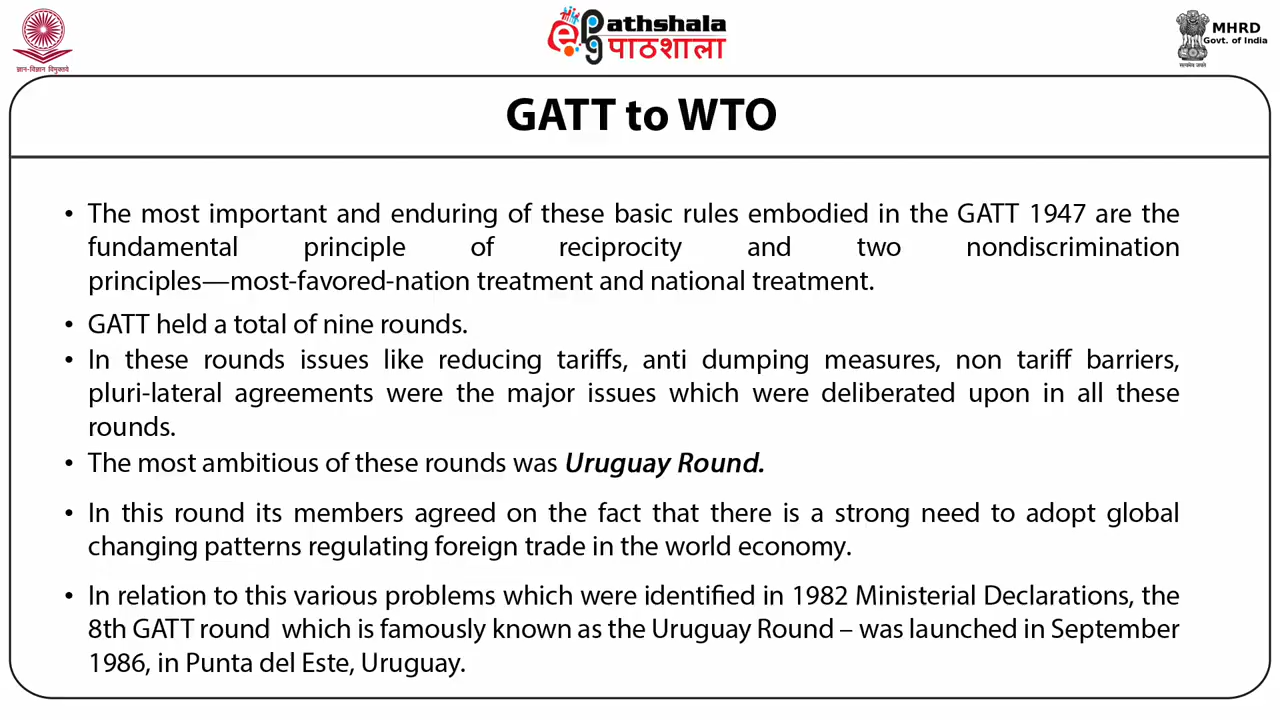 ePg Pathshala
पाठशाला
MHRD
Govt. of India
ज्ञान-विज्ञान विमुक्तये
सत्यमेव जयते
GATT to WTO
• The most important and enduring of these basic rules embodied in the GATT 1947 are the
fundamental principle of reciprocity and two nondiscrimination
principles—most-favored-nation treatment and national treatment.
• GATT held a total of nine rounds.
• In these rounds issues like reducing tariffs, anti dumping measures, non tariff barriers,
pluri-lateral agreements were the major issues which were deliberated upon in all these
rounds.
• The most ambitious of these rounds was Uruguay Round.
• In this round its members agreed on the fact that there is a strong need to adopt global
changing patterns regulating foreign trade in the world economy.
• In relation to this various problems which were identified in 1982 Ministerial Declarations, the
8th GATT round which is famously known as the Uruguay Round – was launched in September
1986, in Punta del Este, Uruguay.